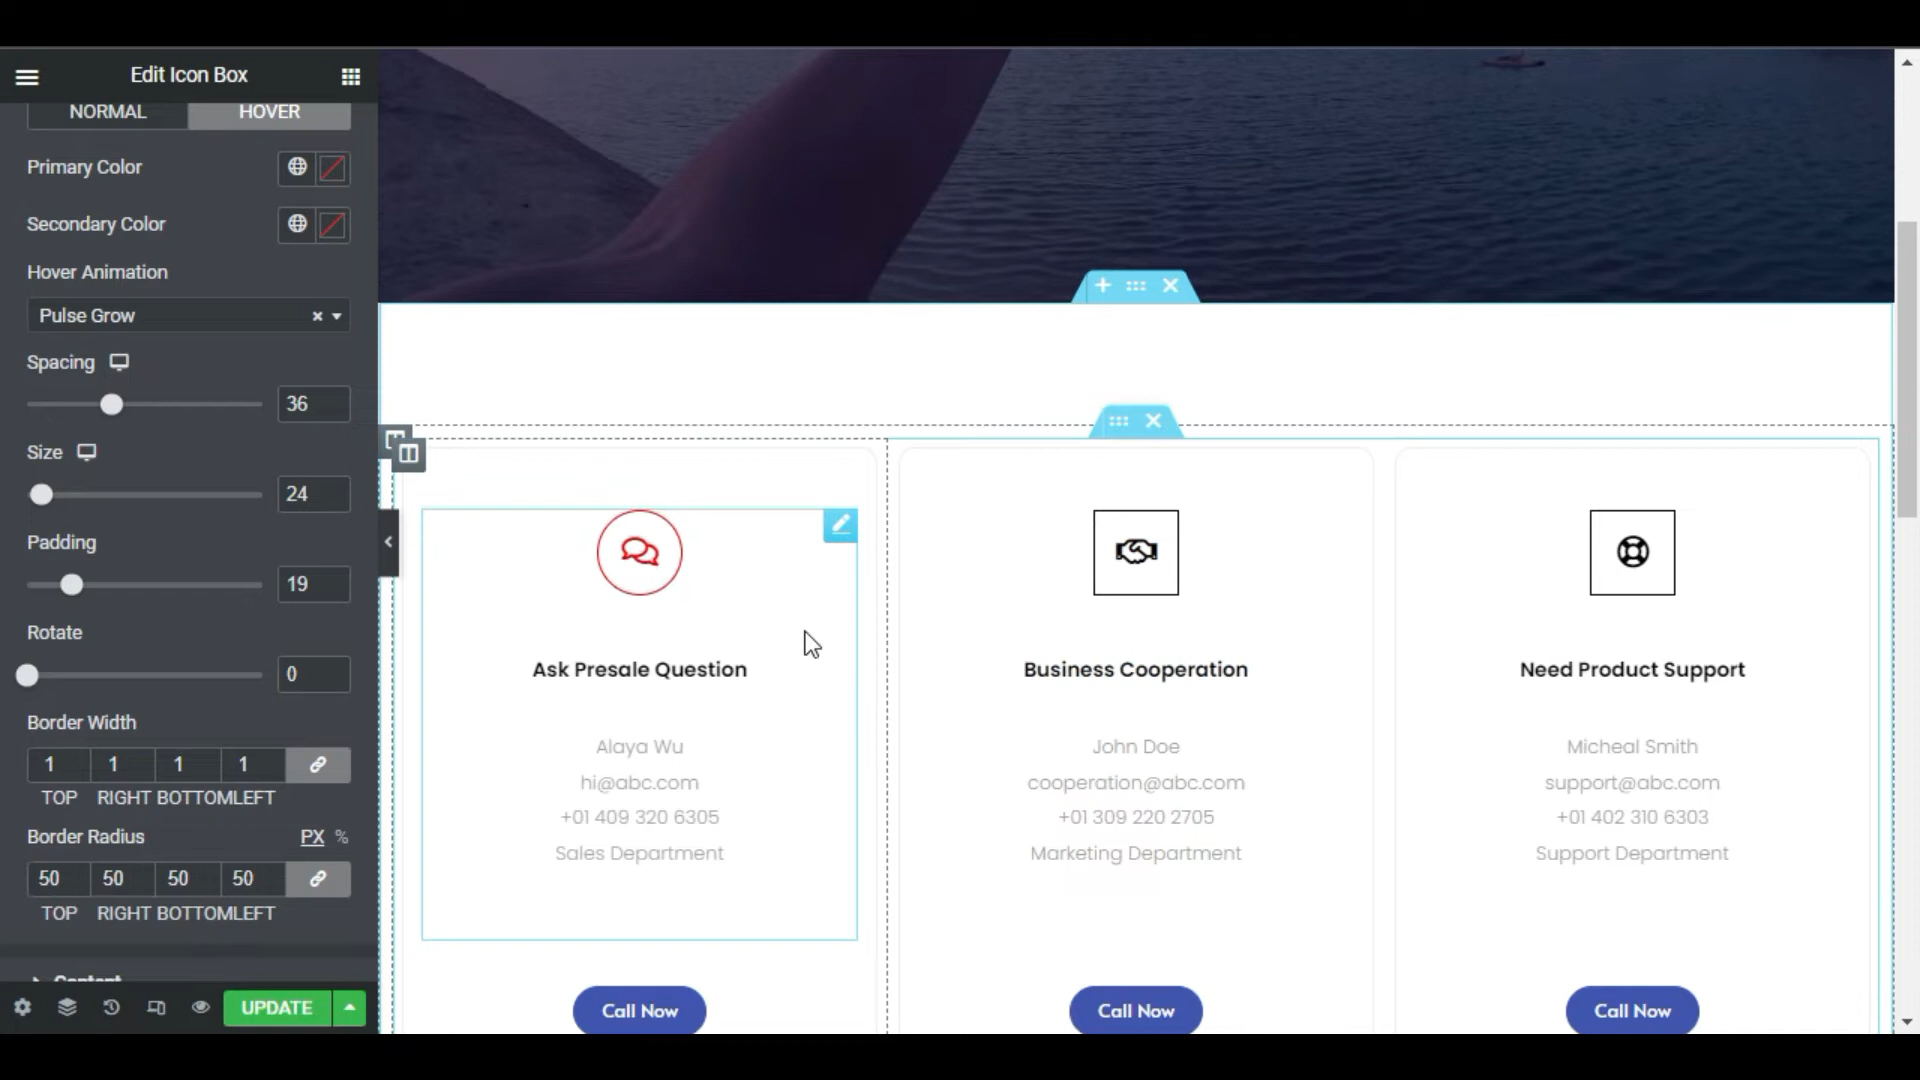 Edit Icon Box
NORMAL HOVER
Primary Color
Secondary Color
Hover Animation
Pulse Grow
Spacing
36
Size
24
Padding
19
Rotate
0
Border Width
1 1 1 1
TOP RIGHT BOTTOM LEFT
Border Radius PX %
50 50 50 50
TOP RIGHT BOTTOM LEFT
Content
UPDATE
Ask Presale Question
Alaya Wu
hi@abc.com
+01 409 320 6305
Sales Department
Call Now
Business Cooperation
John Doe
cooperation@abc.com
+01 309 220 2705
Marketing Department
Call Now
Need Product Support
Micheal Smith
support@abc.com
+01 402 310 6303
Support Department
Call Now